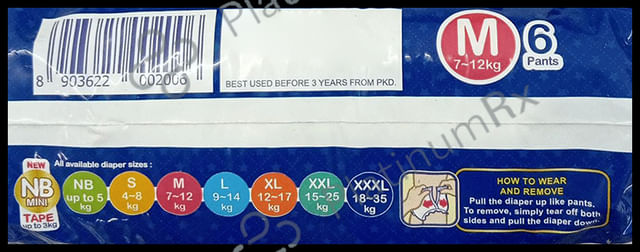 M
7~12kg
6
Pants
8 903622 002006
BEST USED BEFORE 3 YEARS FROM PKD.
PlatinumRx
NEW
NB
MINI
TAPE
up to 3kg
All available diaper sizes :
NB
up to 5
kg
S
4~8
kg
M
7~12
kg
L
9~14
kg
XL
12~17
kg
XXL
15~25
kg
XXXL
18~35
kg
HOW TO WEAR
AND REMOVE
Pull the diaper up like pants.
To remove, simply tear off both
sides and pull the diaper down.